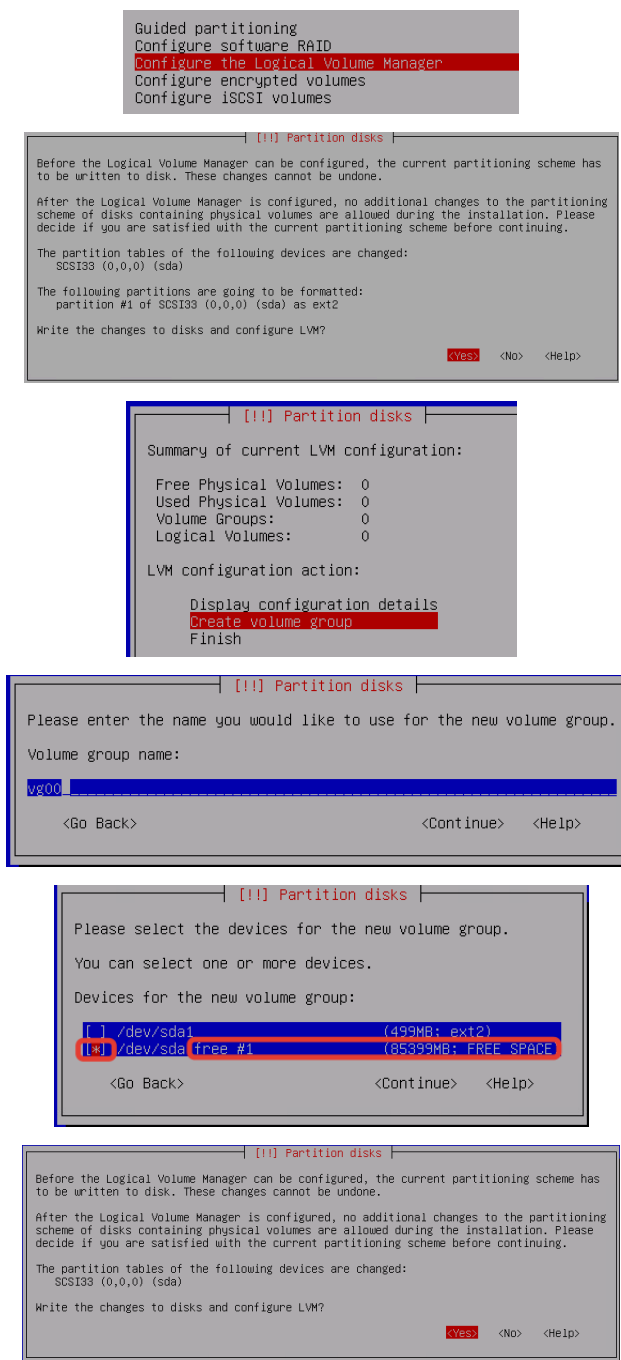 Guided partitioning
Configure software RAID
Configure the Logical Volume Manager
Configure encrypted volumes
Configure iSCSI volumes
[!!] Partition disks
Before the Logical Volume Manager can be configured, the current partitioning scheme has
to be written to disk. These changes cannot be undone.
After the Logical Volume Manager is configured, no additional changes to the partitioning
scheme of disks containing physical volumes are allowed during the installation. Please
decide if you are satisfied with the current partitioning scheme before continuing.
The partition tables of the following devices are changed:
SCSI33 (0,0,0) (sda)
The following partitions are going to be formatted:
partition #1 of SCSI33 (0,0,0) (sda) as ext2
Write the changes to disks and configure LVM?
<Yes> <No> <Help>
[!!] Partition disks
Summary of current LVM configuration:
Free Physical Volumes: 0
Used Physical Volumes: 0
Volume Groups: 0
Logical Volumes: 0
LVM configuration action:
Display configuration details
Create volume group
Finish
[!!] Partition disks
Please enter the name you would like to use for the new volume group.
Volume group name:
vg00
<Go Back> <Continue> <Help>
[!!] Partition disks
Please select the devices for the new volume group.
You can select one or more devices.
Devices for the new volume group:
[ ] /dev/sda1 (499MB; ext2)
[*] /dev/sda free #1 (85399MB; FREE SPACE)
<Go Back> <Continue> <Help>
[!!] Partition disks
Before the Logical Volume Manager can be configured, the current partitioning scheme has
to be written to disk. These changes cannot be undone.
After the Logical Volume Manager is configured, no additional changes to the partitioning
scheme of disks containing physical volumes are allowed during the installation. Please
decide if you are satisfied with the current partitioning scheme before continuing.
The partition tables of the following devices are changed:
SCSI33 (0,0,0) (sda)
Write the changes to disks and configure LVM?
<Yes> <No> <Help>